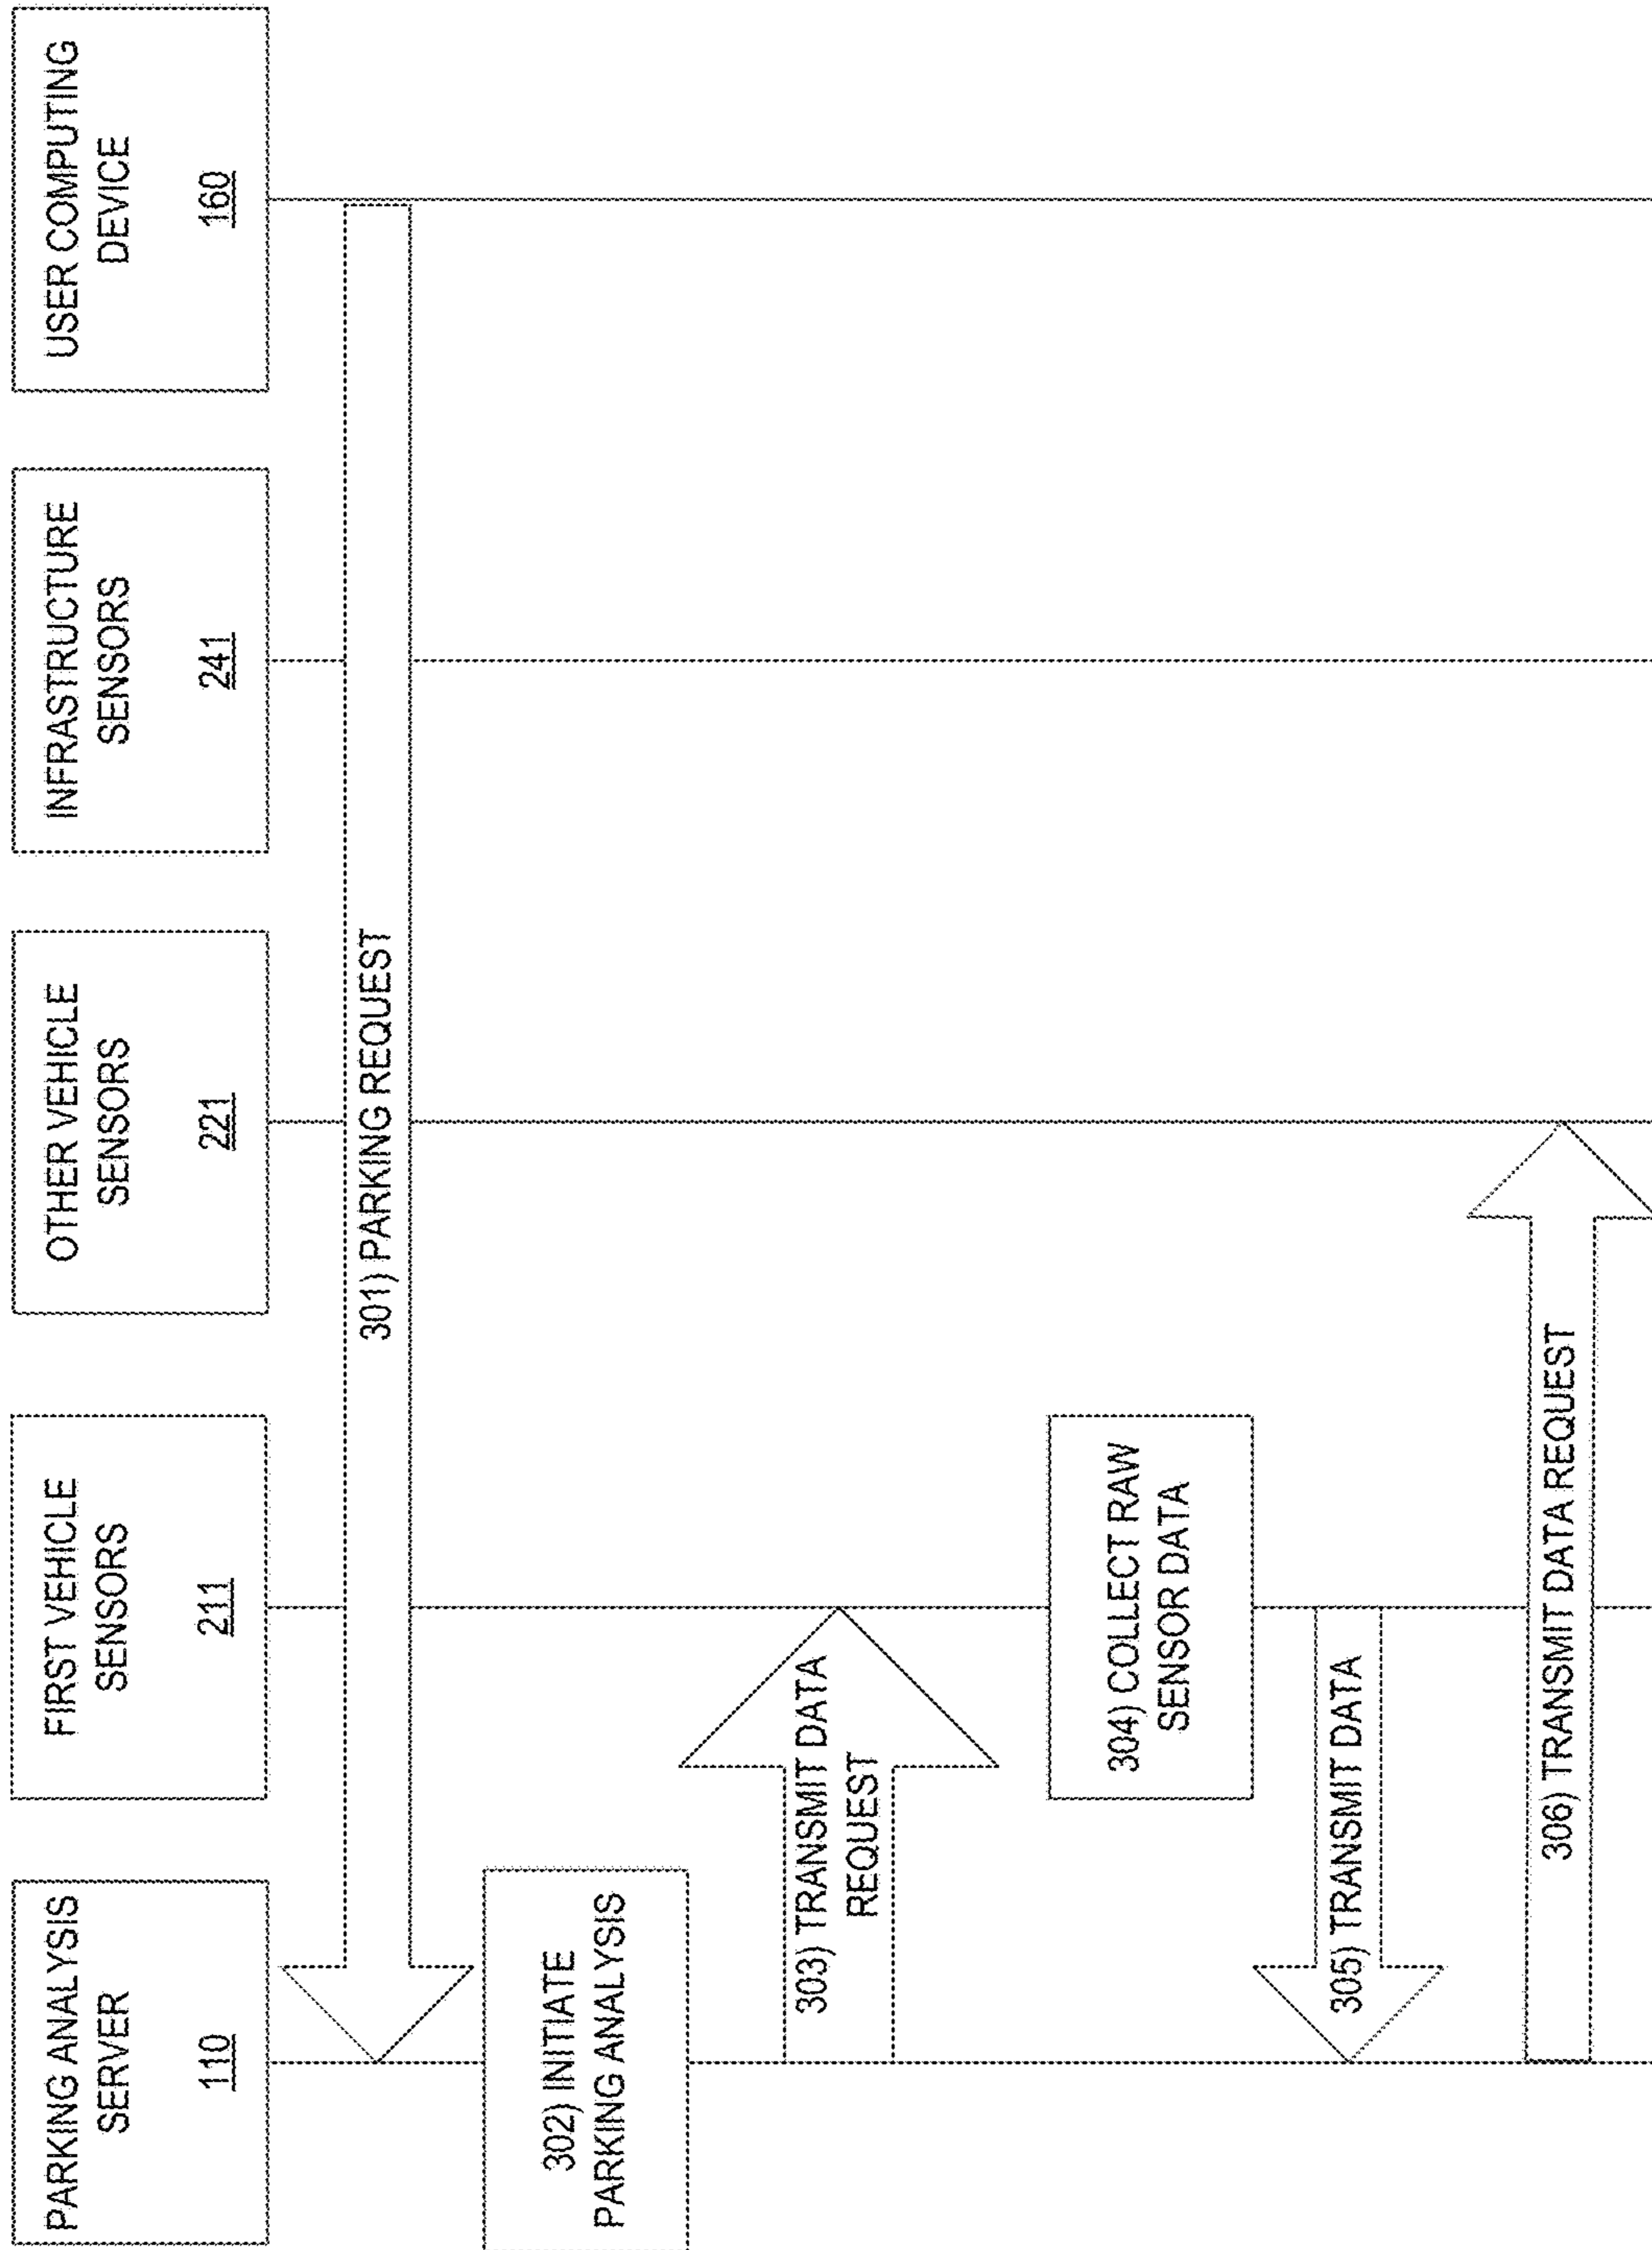 PARKING ANALYSIS
SERVER
110
FIRST VEHICLE
SENSORS
211
OTHER VEHICLE
SENSORS
221
INFRASTRUCTURE
SENSORS
241
USER COMPUTING
DEVICE
160
301) PARKING REQUEST
302) INITIATE
PARKING ANALYSIS
303) TRANSMIT DATA
REQUEST
304) COLLECT RAW
SENSOR DATA
305) TRANSMIT DATA
306) TRANSMIT DATA REQUEST